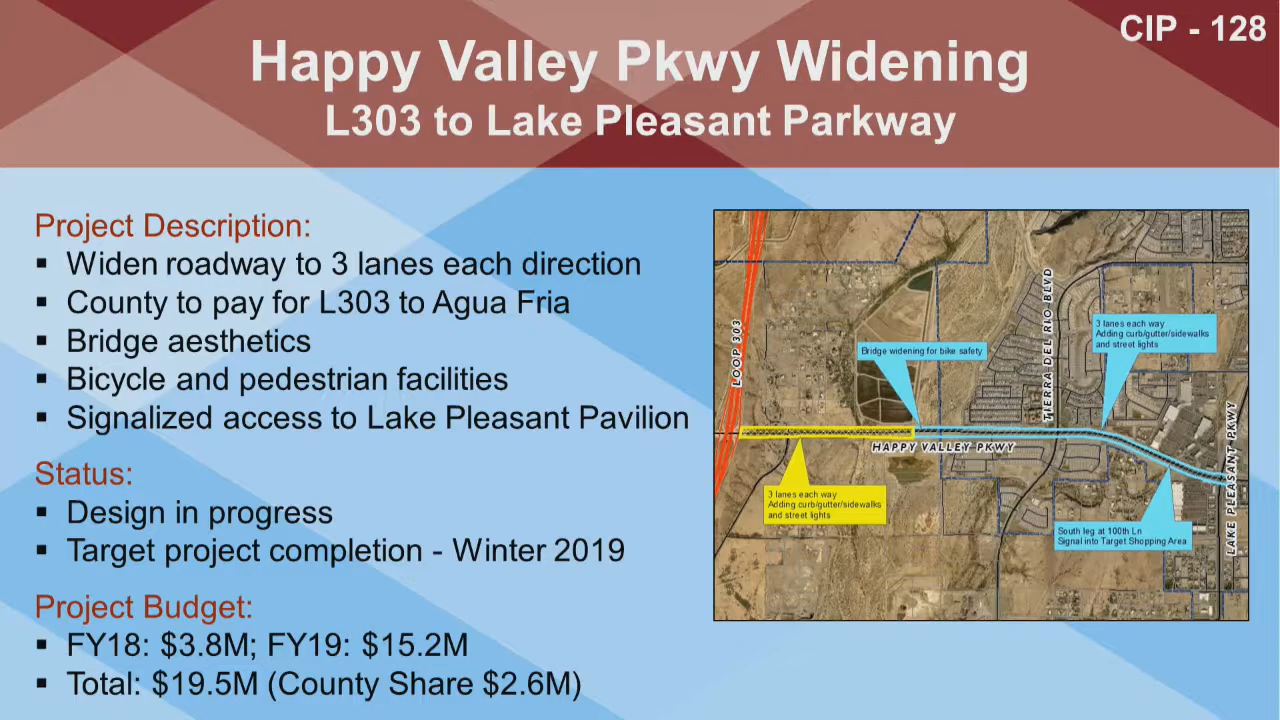 CIP - 128
Happy Valley Pkwy Widening
L303 to Lake Pleasant Parkway
Project Description:
▪ Widen roadway to 3 lanes each direction
▪ County to pay for L303 to Agua Fria
▪ Bridge aesthetics
▪ Bicycle and pedestrian facilities
▪ Signalized access to Lake Pleasant Pavilion
Status:
▪ Design in progress
▪ Target project completion - Winter 2019
Project Budget:
▪ FY18: $3.8M; FY19: $15.2M
▪ Total: $19.5M (County Share $2.6M)
LOOP 303
Bridge widening for bike safety
TIERRA DEL RIO BLVD
3 lanes each way
Adding curb/gutter/sidewalks
and street lights
HAPPY VALLEY PKWY
LAKE PLEASANT PKWY
3 lanes each way
Adding curb/gutter/sidewalks
and street lights
South leg at 100th Ln
Signal into Target Shopping Area